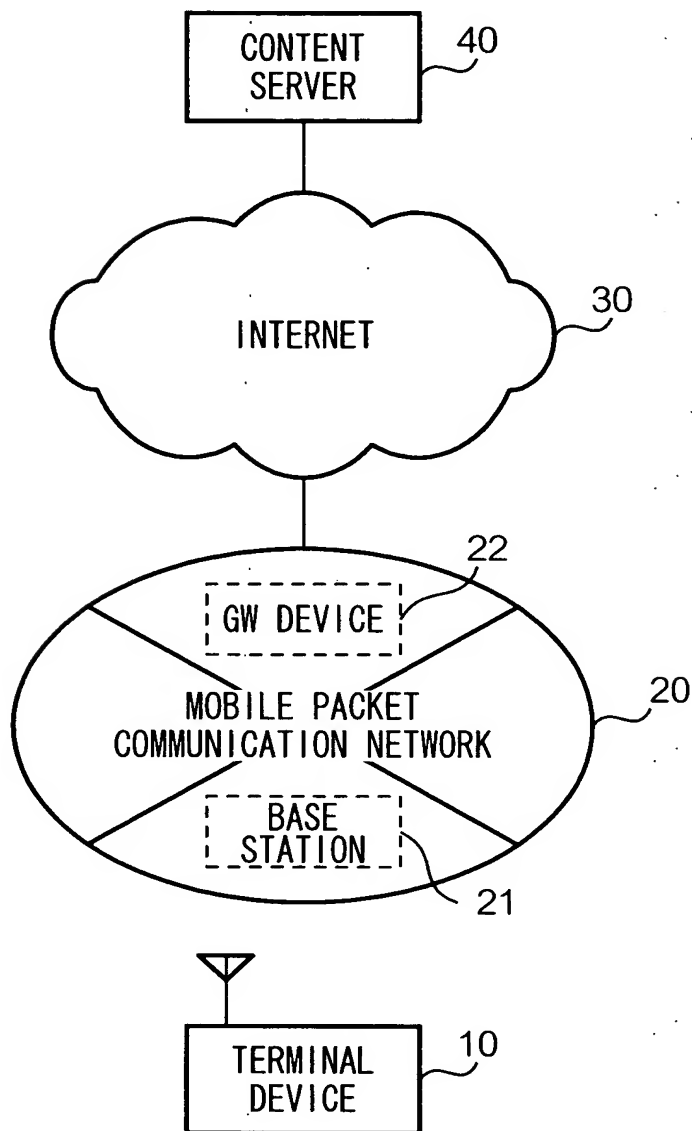 CONTENT
SERVER
40
INTERNET
30
22
GW DEVICE
MOBILE PACKET
COMMUNICATION NETWORK
20
BASE
STATION
21
TERMINAL
DEVICE
10